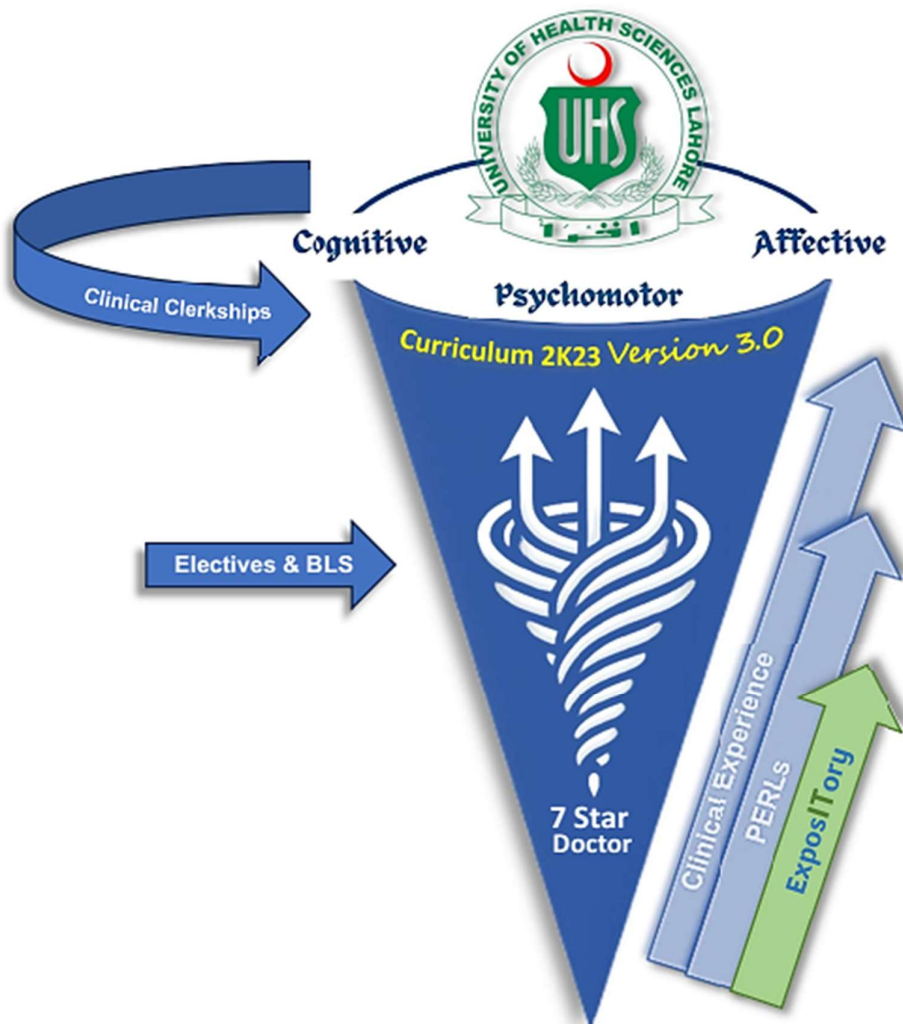 UNIVERSITY OF HEALTH SCIENCES LAHORE
UHS
Cognitive
Affective
Psychomotor
Clinical Clerkships
Curriculum 2K23 Version 3.0
Electives & BLS
7 Star
Doctor
Clinical Experience
PERLs
ExposITory